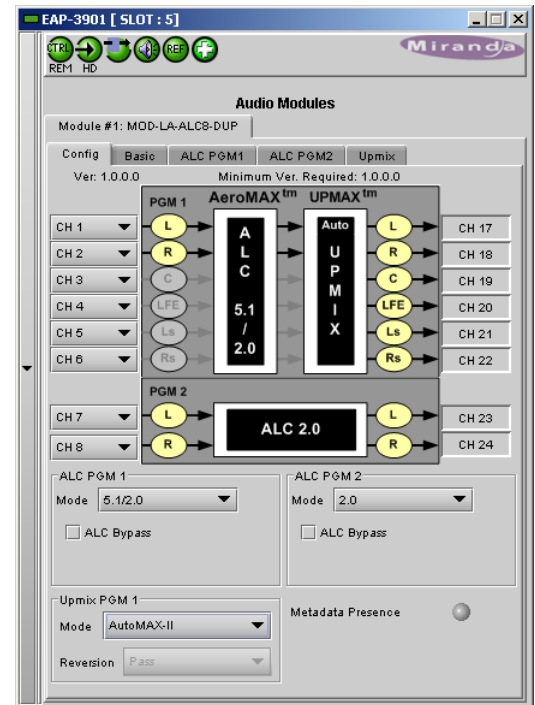 EAP-3901 [ SLOT : 5]
CTRL REF
REM HD
Miranda
Audio Modules
Module #1: MOD-LA-ALC8-DUP
Config Basic ALC PGM1 ALC PGM2 Upmix
Ver: 1.0.0.0 Minimum Ver. Required: 1.0.0.0
PGM 1 AeroMAX tm UPMAX tm
CH 1 L A Auto L CH 17
CH 2 R L U R CH 18
CH 3 C C P C CH 19
M
CH 4 LFE 5.1 I LFE CH 20
CH 5 Ls / X Ls CH 21
CH 6 Rs 2.0 Rs CH 22
PGM 2
CH 7 L L CH 23
ALC 2.0
CH 8 R R CH 24
ALC PGM 1 ALC PGM 2
Mode 5.1/2.0 Mode 2.0
ALC Bypass ALC Bypass
Upmix PGM 1
Metadata Presence
Mode AutoMAX-II
Reversion Pass